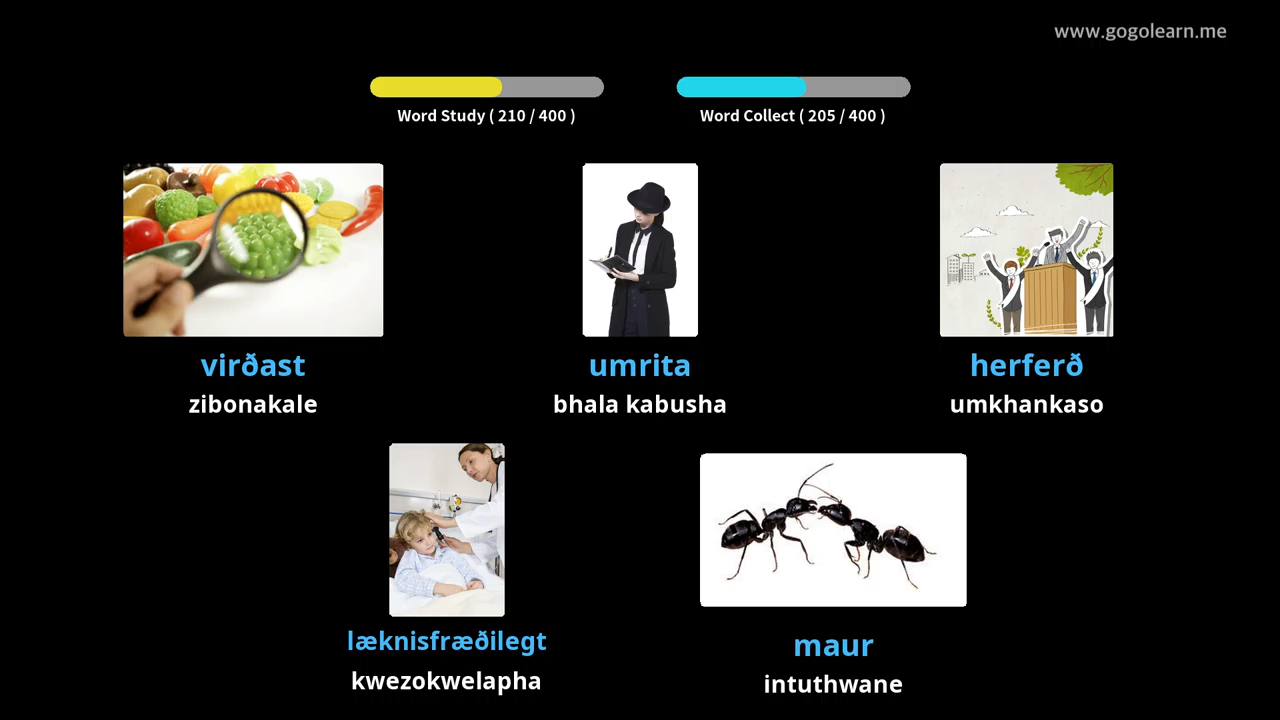 www.gogolearn.me
Word Study ( 210 / 400 )
Word Collect ( 205 / 400 )
virðast
zibonakale
umrita
bhala kabusha
herferð
umkhankaso
læknisfræðilegt
kwezokwelapha
maur
intuthwane